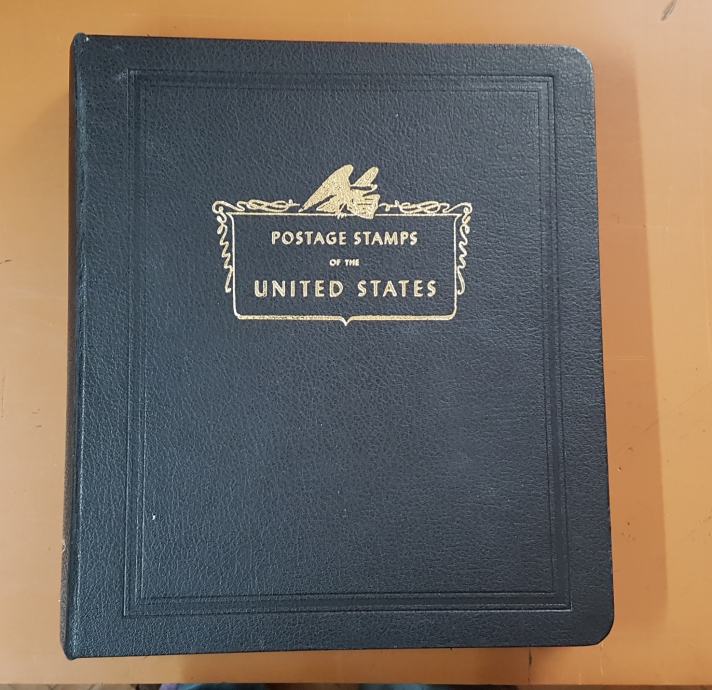 POSTAGE STAMPS
OF THE
UNITED STATES